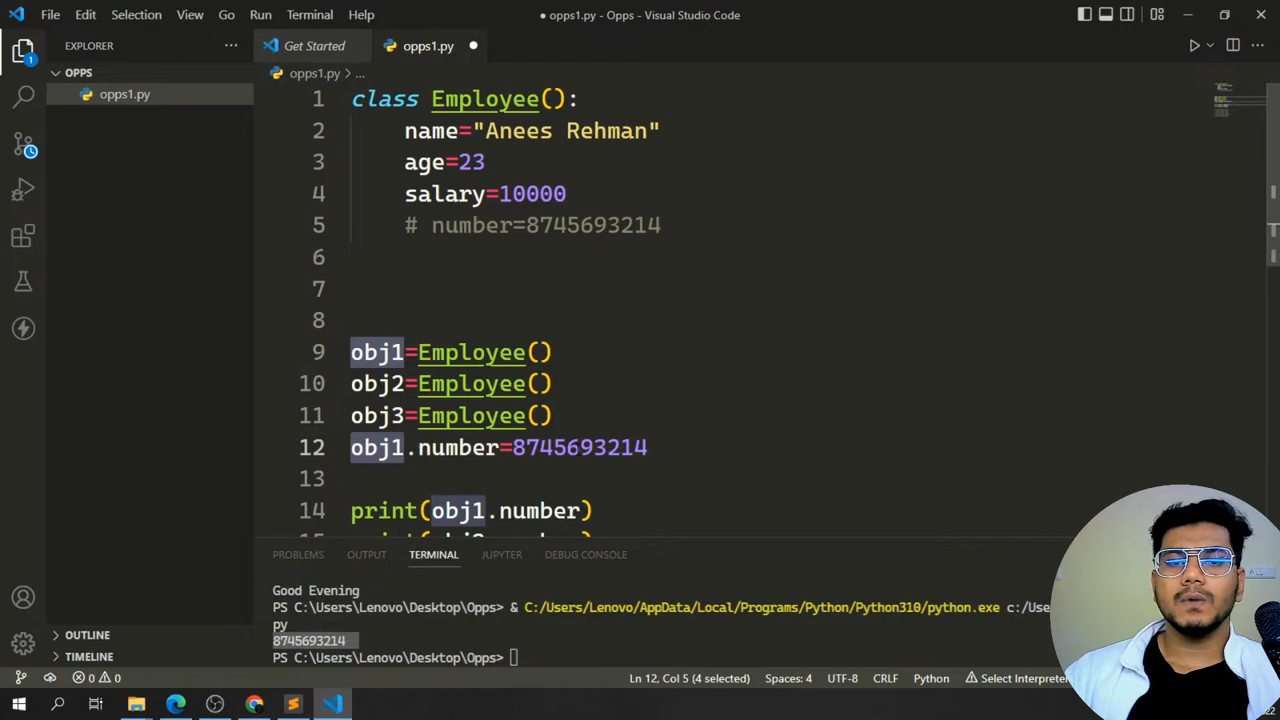 File Edit Selection View Go Run Terminal Help
opps1.py - Opps - Visual Studio Code
EXPLORER
Get Started
opps1.py
OPPS
opps1.py > ...
opps1.py
1 class Employee():
2 name="Anees Rehman"
3 age=23
4 salary=10000
5 # number=8745693214
6
7
8
9 obj1=Employee()
10 obj2=Employee()
11 obj3=Employee()
12 obj1.number=8745693214
13
14 print(obj1.number)
PROBLEMS OUTPUT TERMINAL JUPYTER DEBUG CONSOLE
Good Evening
PS C:\Users\Lenovo\Desktop\Opps> & C:/Users/Lenovo/AppData/Local/Programs/Python/Python310/python.exe c:/Use
py
8745693214
PS C:\Users\Lenovo\Desktop\Opps>
OUTLINE
TIMELINE
0 0
Ln 12, Col 5 (4 selected) Spaces: 4 UTF-8 CRLF Python Select Interpreter